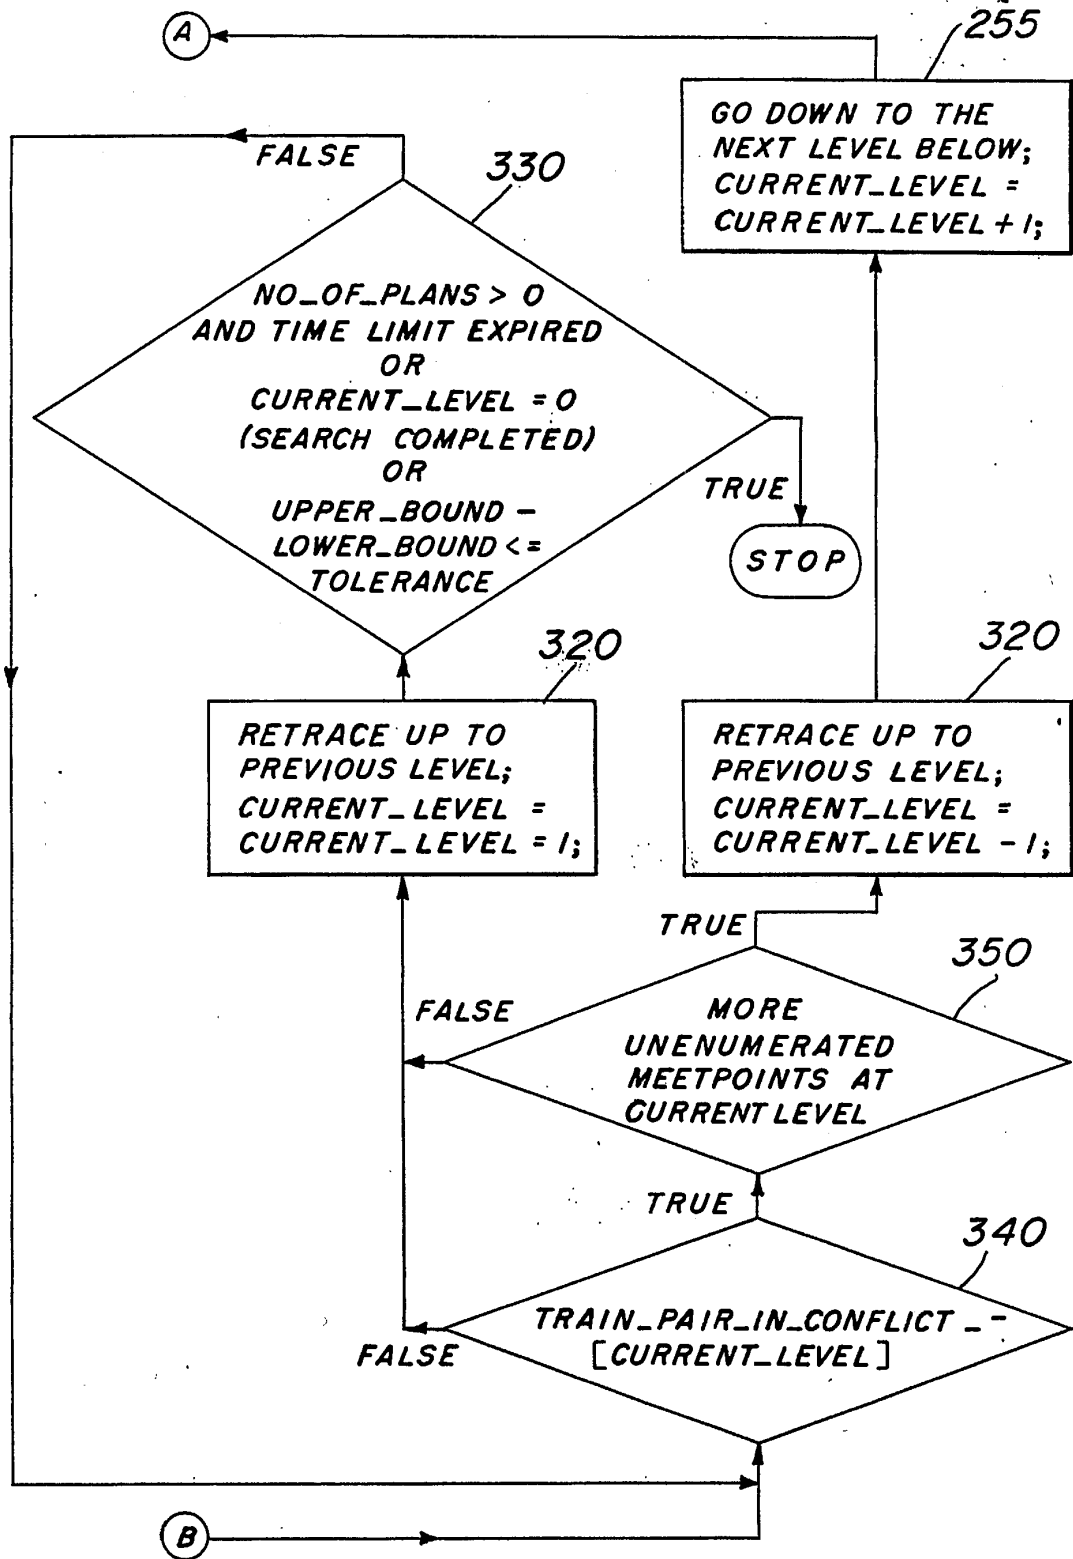 A
255
GO DOWN TO THE
NEXT LEVEL BELOW;
CURRENT_LEVEL =
CURRENT_LEVEL + 1;
FALSE
330
NO_OF_PLANS > 0
AND TIME LIMIT EXPIRED
OR
CURRENT_LEVEL = 0
(SEARCH COMPLETED)
OR
UPPER_BOUND -
LOWER_BOUND <=
TOLERANCE
TRUE
STOP
320
RETRACE UP TO
PREVIOUS LEVEL;
CURRENT_LEVEL =
CURRENT_LEVEL = 1;
320
RETRACE UP TO
PREVIOUS LEVEL;
CURRENT_LEVEL =
CURRENT_LEVEL - 1;
TRUE
350
FALSE
MORE
UNENUMERATED
MEETPOINTS AT
CURRENT LEVEL
TRUE
340
TRAIN_PAIR_IN_CONFLICT_-
[CURRENT_LEVEL]
FALSE
B